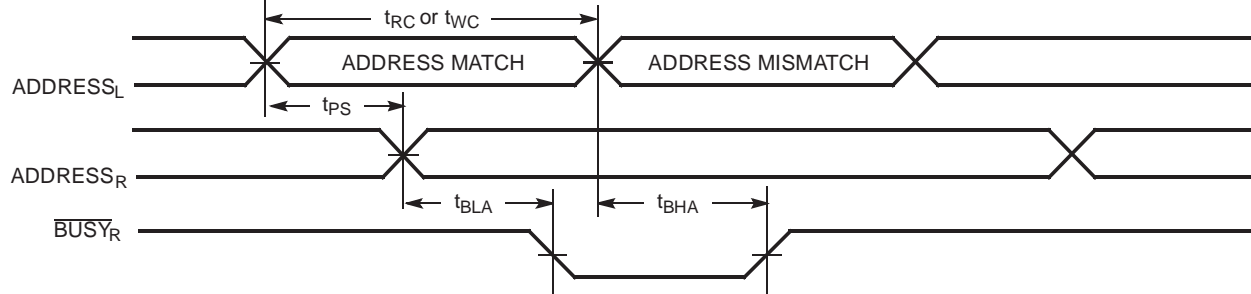 tRC or tWC
ADDRESS MATCH ADDRESS MISMATCH
ADDRESSL
tPS
ADDRESSR
tBLA tBHA
BUSYR